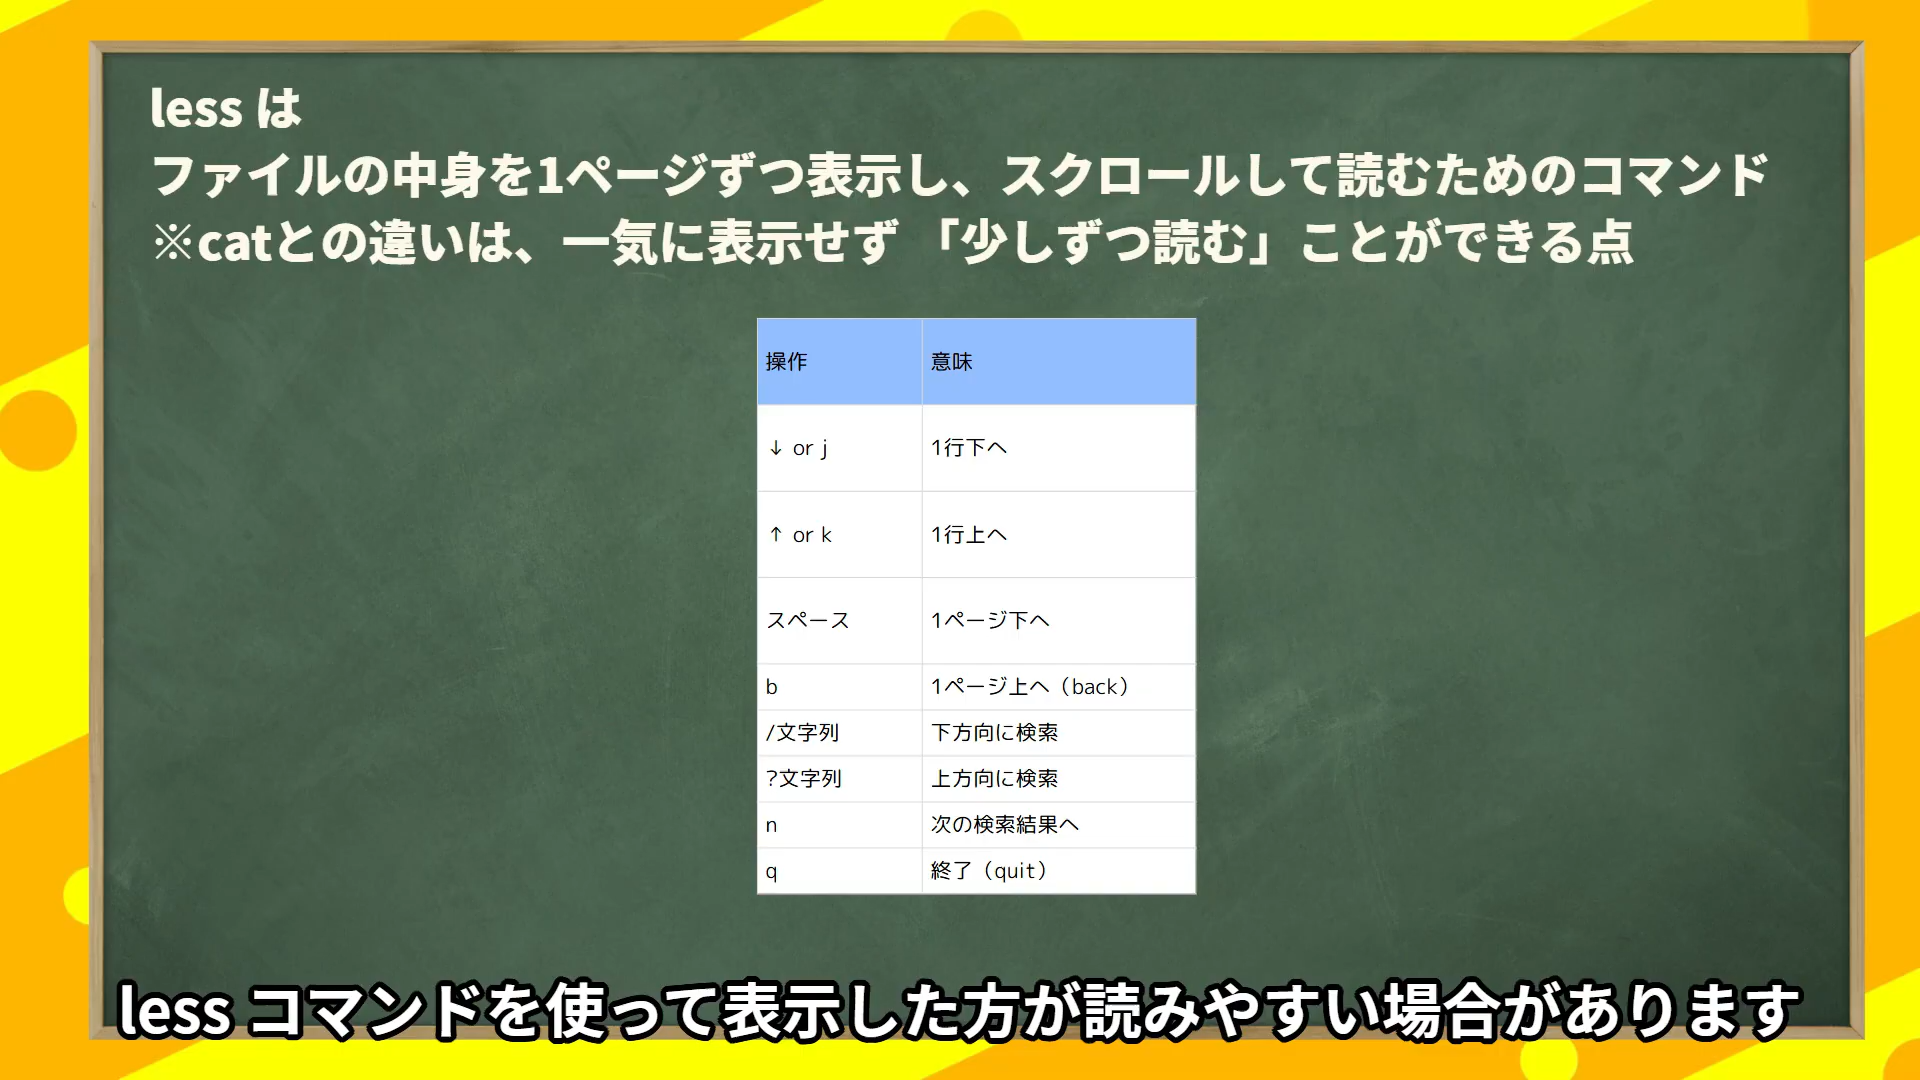 less は
ファイルの中身を1ページずつ表示し、スクロールして読むためのコマンド
※catとの違いは、一気に表示せず 「少しずつ読む」ことができる点
操作 意味
↓ or j 1行下へ
↑ or k 1行上へ
スペース 1ページ下へ
b 1ページ上へ（back）
/文字列 下方向に検索
?文字列 上方向に検索
n 次の検索結果へ
q 終了（quit）
less コマンドを使って表示した方が読みやすい場合があります